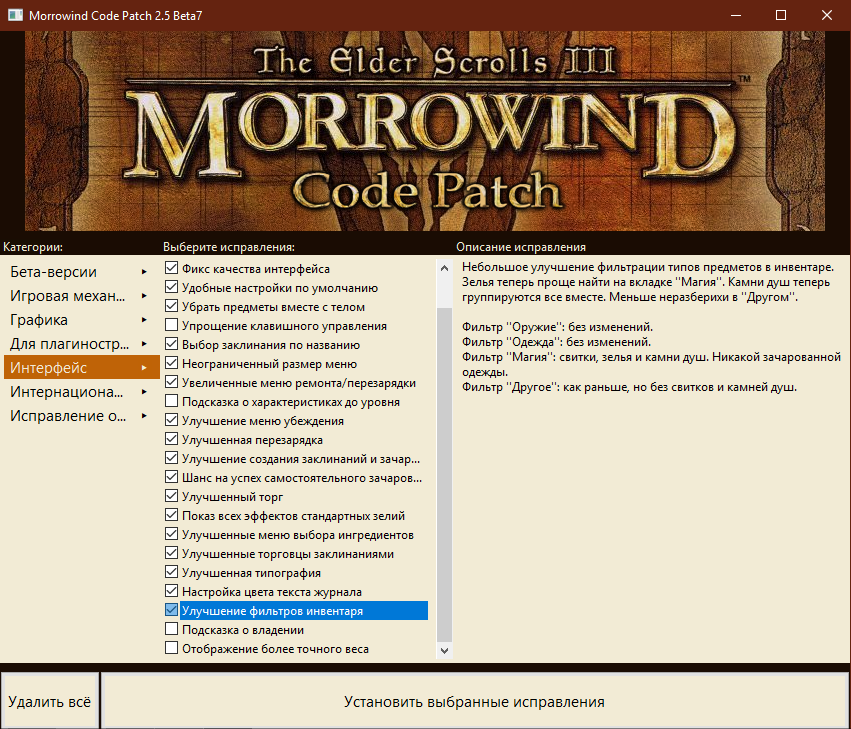 Morrowind Code Patch 2.5 Beta7
The Elder Scrolls III
MORROWIND™
Code Patch
Категории:
Выберите исправления:
Описание исправления
Бета-версии
Игровая механ...
Графика
Для плагиностр...
Интерфейс
Интернациона...
Исправление о...
Фикс качества интерфейса
Удобные настройки по умолчанию
Убрать предметы вместе с телом
Упрощение клавишного управления
Выбор заклинания по названию
Неограниченный размер меню
Увеличенные меню ремонта/перезарядки
Подсказка о характеристиках до уровня
Улучшение меню убеждения
Улучшенная перезарядка
Улучшение создания заклинаний и зачар...
Шанс на успех самостоятельного зачаров...
Улучшенный торг
Показ всех эффектов стандартных зелий
Улучшенные меню выбора ингредиентов
Улучшенные торговцы заклинаниями
Улучшенная типография
Настройка цвета текста журнала
Улучшение фильтров инвентаря
Подсказка о владении
Отображение более точного веса
Небольшое улучшение фильтрации типов предметов в инвентаре.
Зелья теперь проще найти на вкладке "Магия". Камни душ теперь
группируются все вместе. Меньше неразберихи в "Другом".
Фильтр "Оружие": без изменений.
Фильтр "Одежда": без изменений.
Фильтр "Магия": свитки, зелья и камни душ. Никакой зачарованной
одежды.
Фильтр "Другое": как раньше, но без свитков и камней душ.
Удалить всё
Установить выбранные исправления